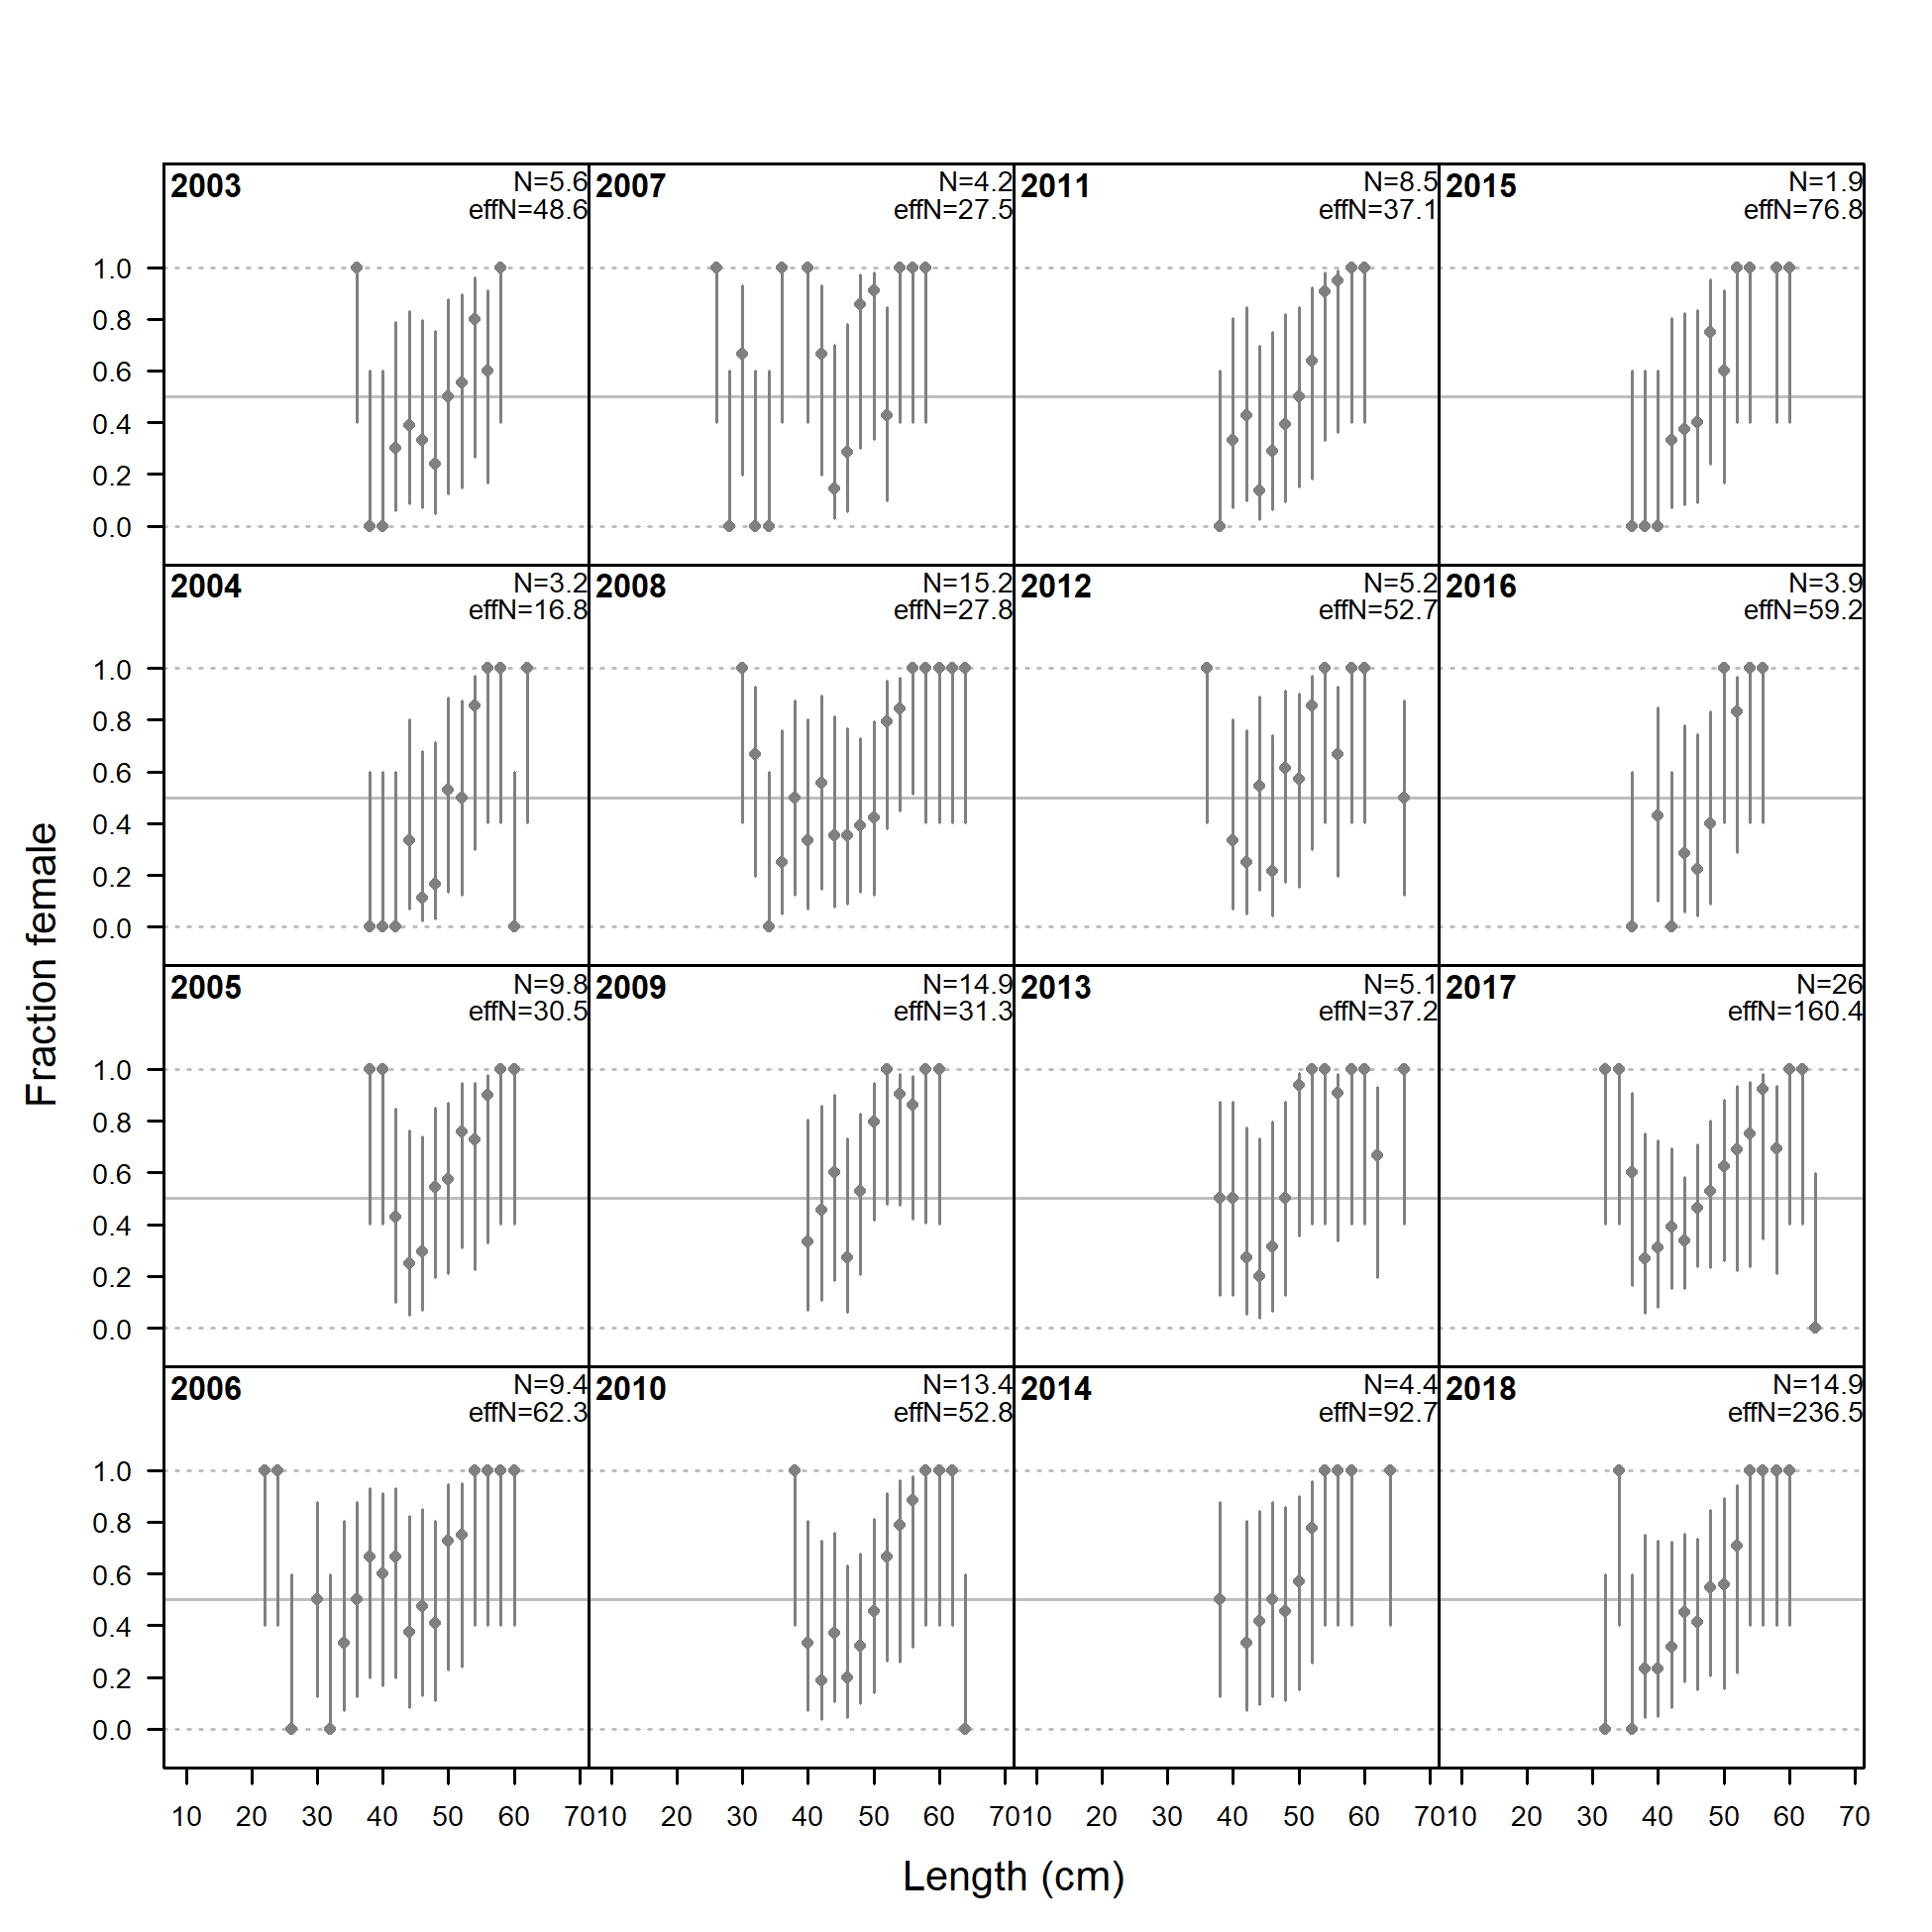 2003 N=5.6 2007 N=4.2 2011 N=8.5 2015 N=1.9
effN=48.6 effN=27.5 effN=37.1 effN=76.8
1.0
0.8
0.6
0.4
0.2
0.0
2004 N=3.2 2008 N=15.2 2012 N=5.2 2016 N=3.9
effN=16.8 effN=27.8 effN=52.7 effN=59.2
1.0
0.8
0.6
0.4
0.2
0.0
Fraction female
2005 N=9.8 2009 N=14.9 2013 N=5.1 2017 N=26
effN=30.5 effN=31.3 effN=37.2 effN=160.4
1.0
0.8
0.6
0.4
0.2
0.0
2006 N=9.4 2010 N=13.4 2014 N=4.4 2018 N=14.9
effN=62.3 effN=52.8 effN=92.7 effN=236.5
1.0
0.8
0.6
0.4
0.2
0.0
10 20 30 40 50 60 70 10 20 30 40 50 60 70 10 20 30 40 50 60 70 10 20 30 40 50 60 70
Length (cm)